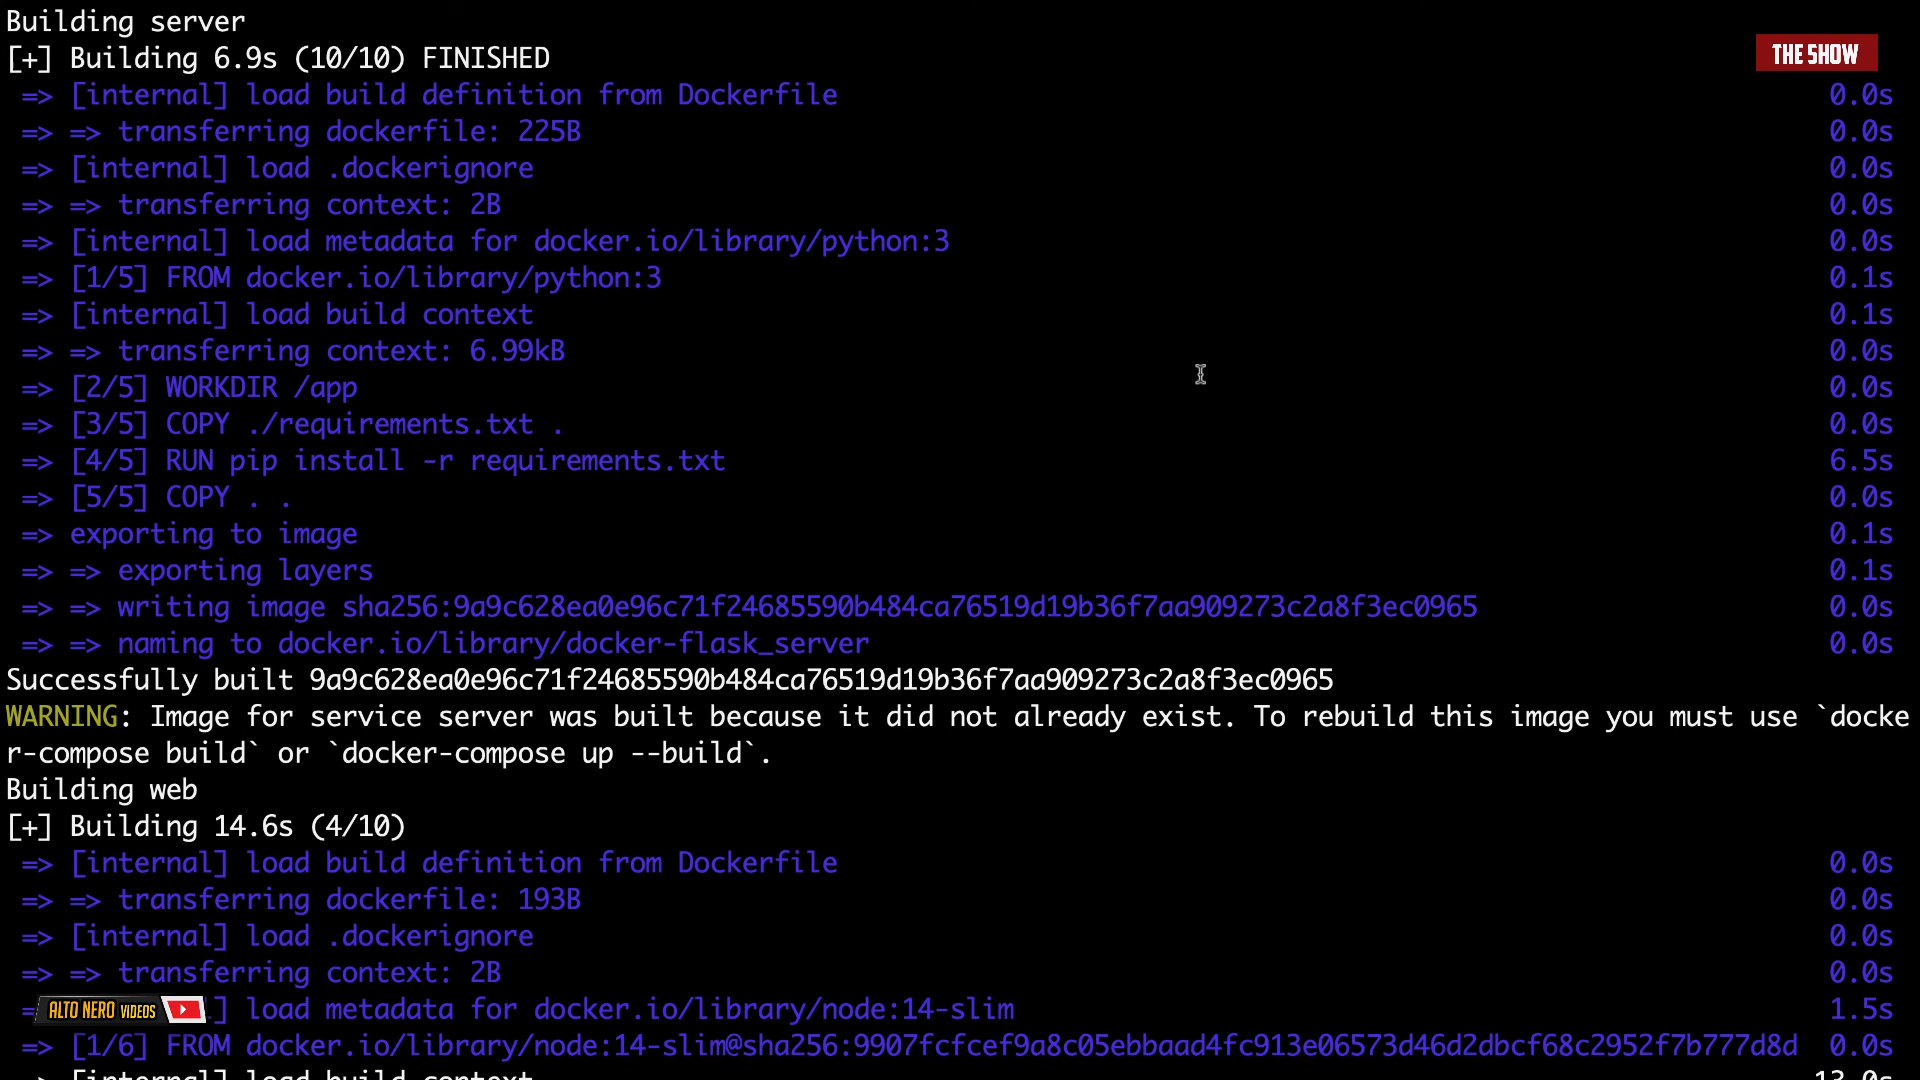 Building server
[+] Building 6.9s (10/10) FINISHED
THE SHOW
=> [internal] load build definition from Dockerfile 0.0s
=> => transferring dockerfile: 225B 0.0s
=> [internal] load .dockerignore 0.0s
=> => transferring context: 2B 0.0s
=> [internal] load metadata for docker.io/library/python:3 0.0s
=> [1/5] FROM docker.io/library/python:3 0.1s
=> [internal] load build context 0.1s
=> => transferring context: 6.99kB 0.0s
=> [2/5] WORKDIR /app 0.0s
=> [3/5] COPY ./requirements.txt . 0.0s
=> [4/5] RUN pip install -r requirements.txt 6.5s
=> [5/5] COPY . . 0.0s
=> exporting to image 0.1s
=> => exporting layers 0.1s
=> => writing image sha256:9a9c628ea0e96c71f24685590b484ca76519d19b36f7aa909273c2a8f3ec0965 0.0s
=> => naming to docker.io/library/docker-flask_server 0.0s
Successfully built 9a9c628ea0e96c71f24685590b484ca76519d19b36f7aa909273c2a8f3ec0965
WARNING: Image for service server was built because it did not already exist. To rebuild this image you must use `docke
r-compose build` or `docker-compose up --build`.
Building web
[+] Building 14.6s (4/10)
=> [internal] load build definition from Dockerfile 0.0s
=> => transferring dockerfile: 193B 0.0s
=> [internal] load .dockerignore 0.0s
=> => transferring context: 2B 0.0s
ALTO NERO VIDEOS
] load metadata for docker.io/library/node:14-slim 1.5s
=> [1/6] FROM docker.io/library/node:14-slim@sha256:9907fcfcef9a8c05ebbaad4fc913e06573d46d2dbcf68c2952f7b777d8d 0.0s
=> [internal] load build context 13.0s